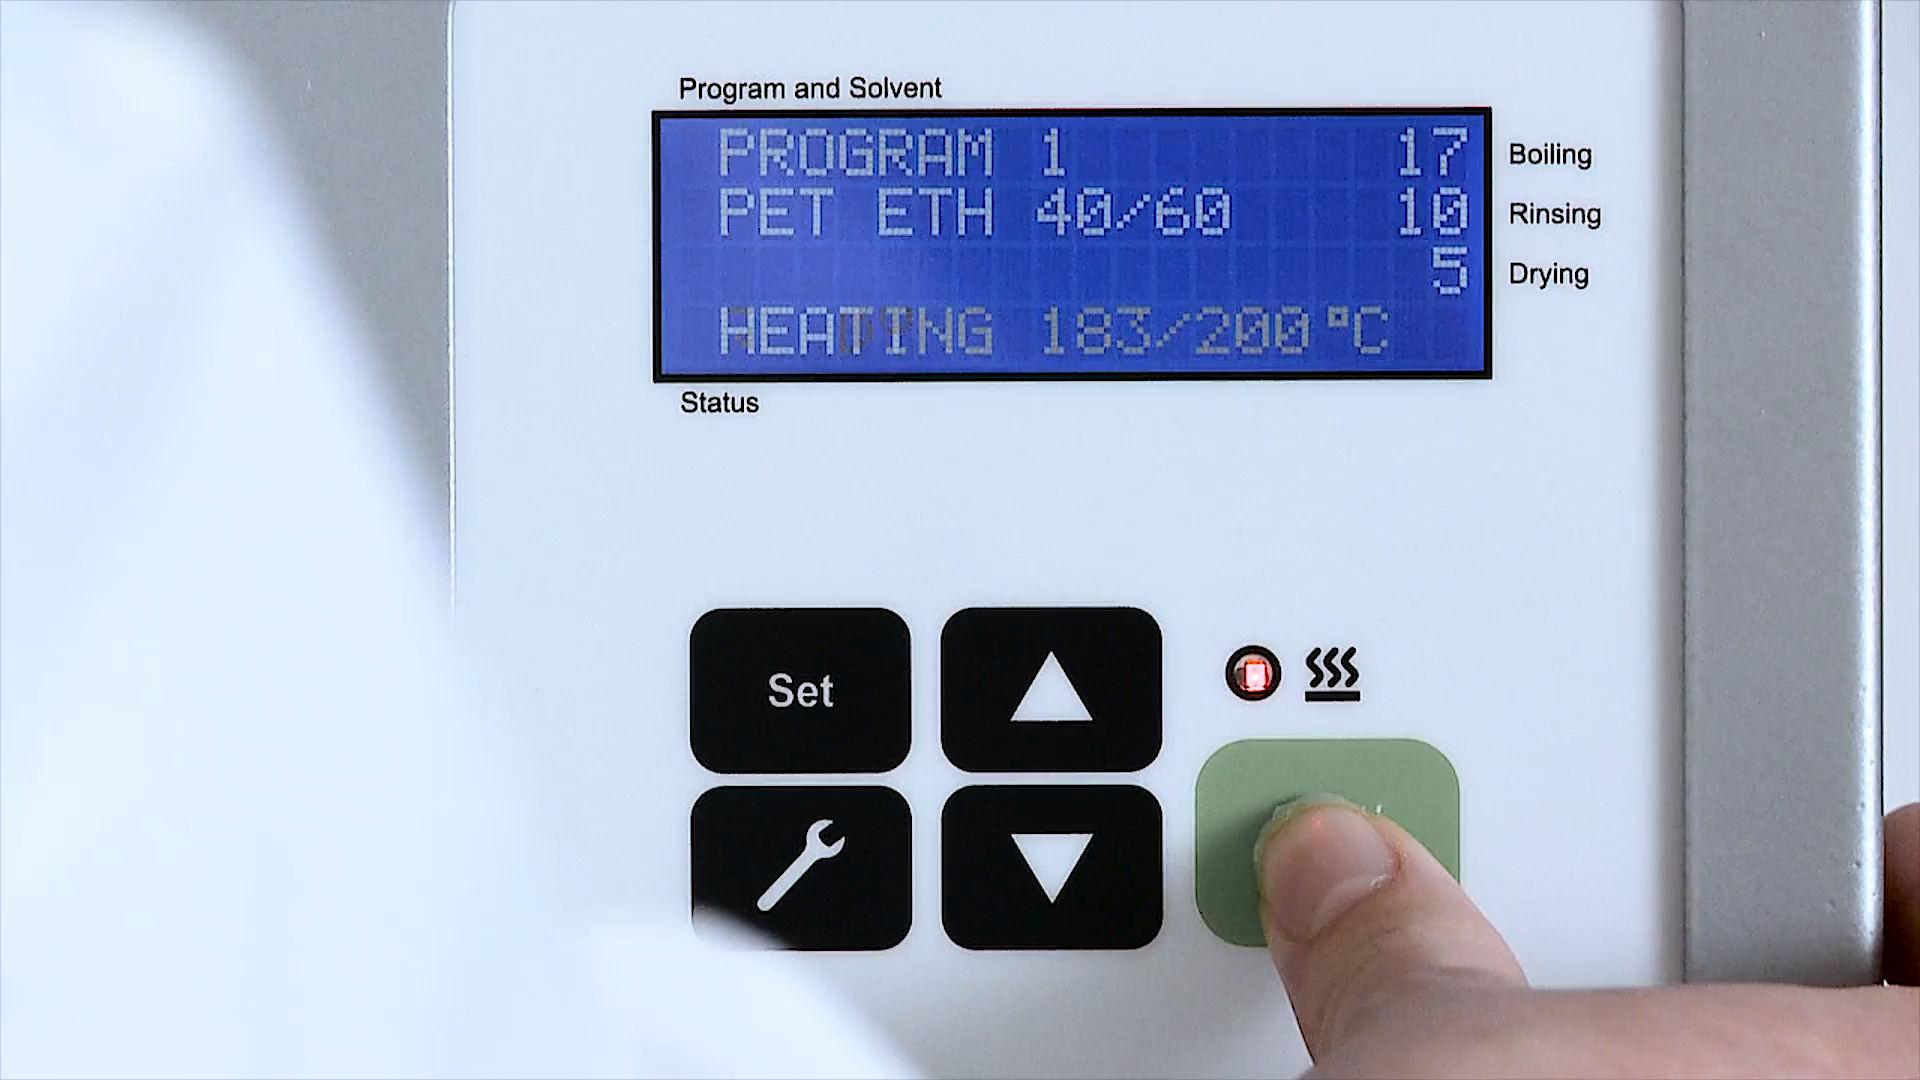 Program and Solvent
PROGRAM 1 17 Boiling
PET ETH 40/60 10 Rinsing
5 Drying
HEATING 183/200 °C
Status
Set